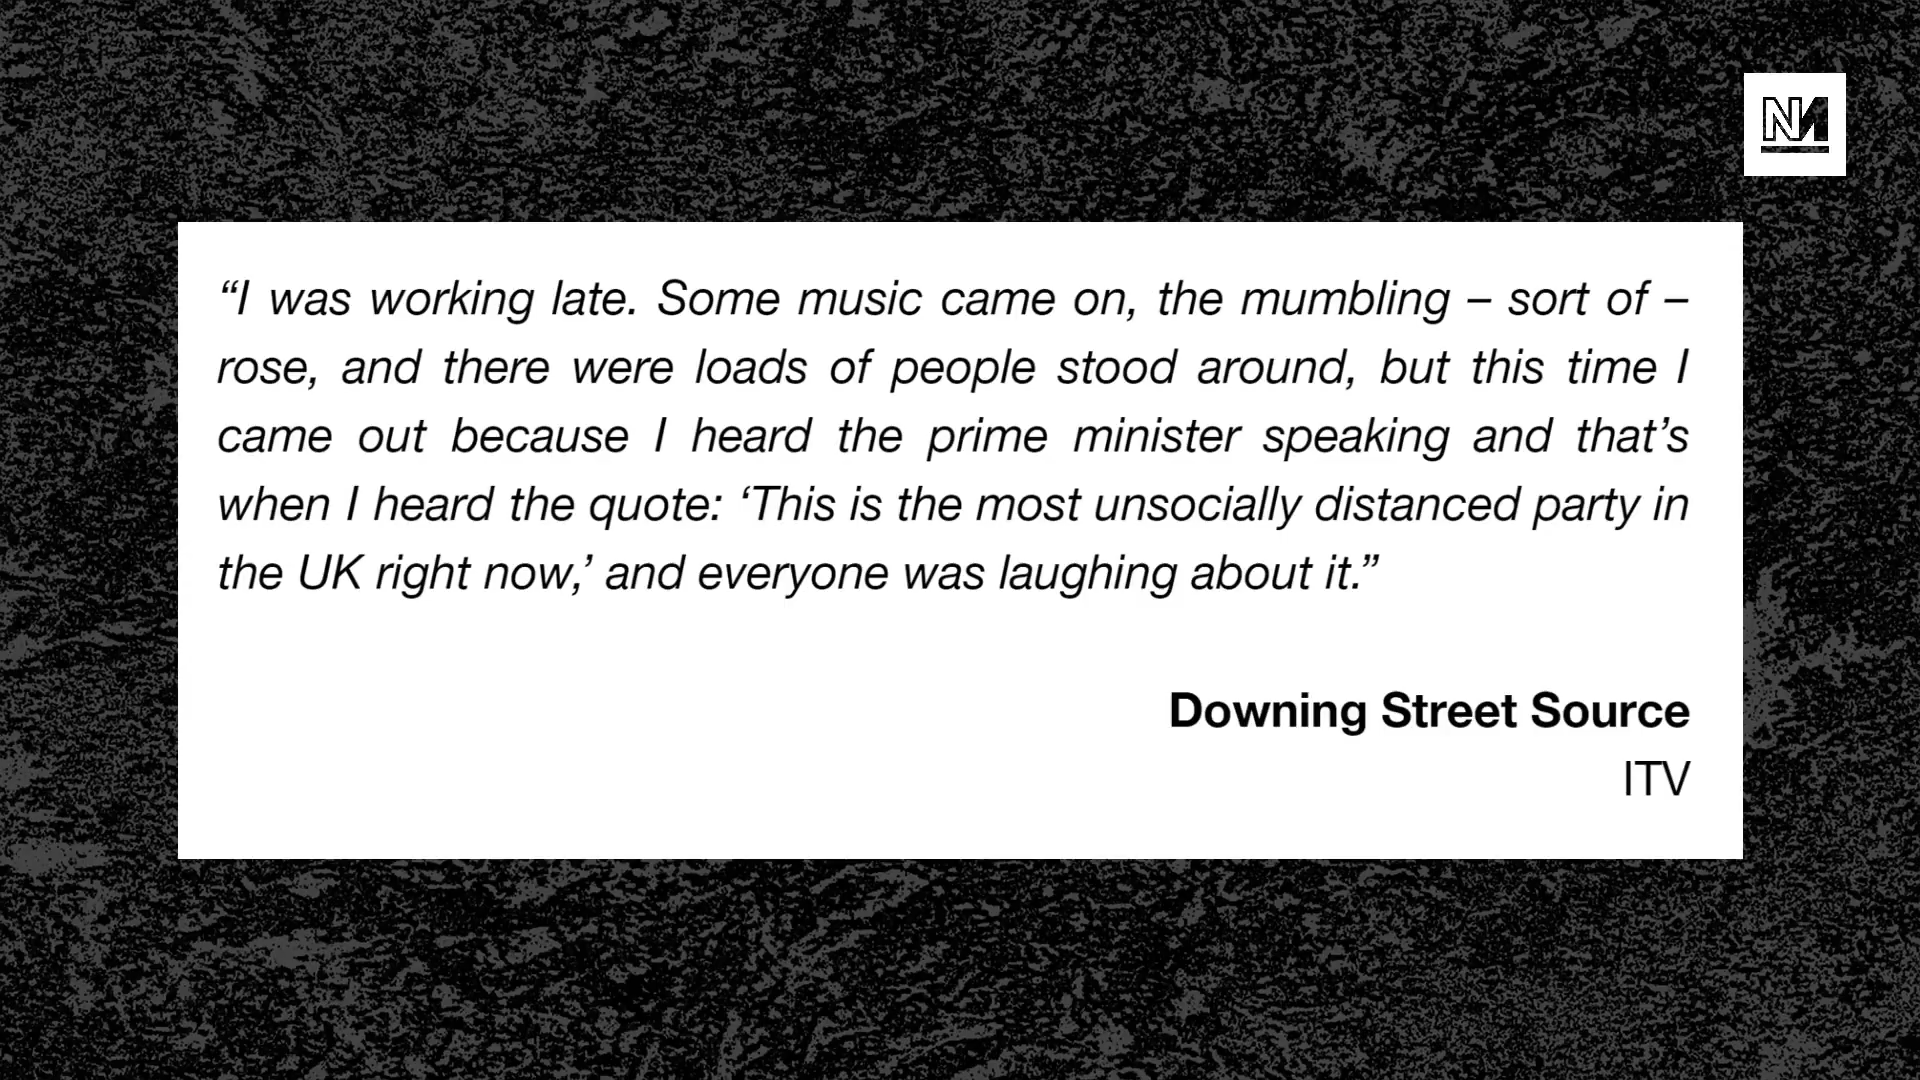 NM
“I was working late. Some music came on, the mumbling – sort of –
rose, and there were loads of people stood around, but this time I
came out because I heard the prime minister speaking and that’s
when I heard the quote: ‘This is the most unsocially distanced party in
the UK right now,’ and everyone was laughing about it.”
Downing Street Source
ITV